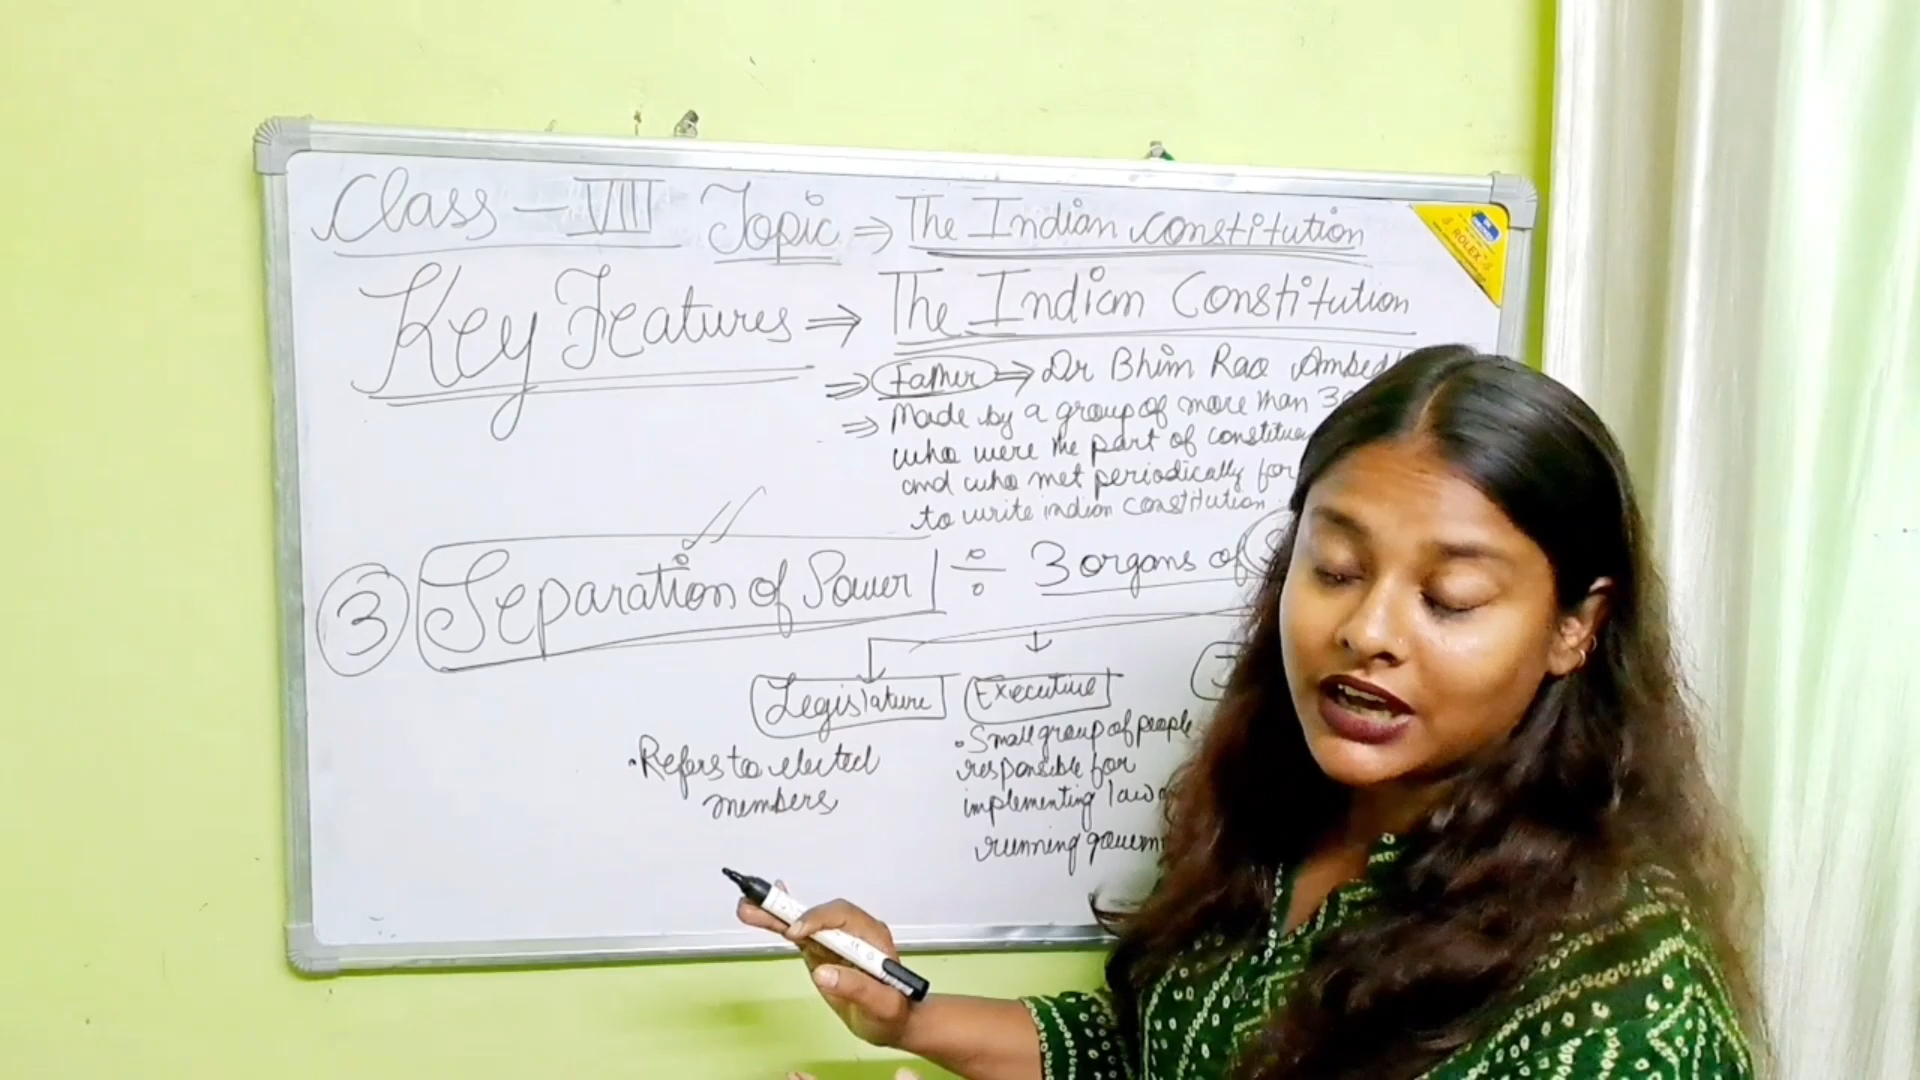 Class - VIII Topic ⇒ The Indian constitution
Key Features ⇒ The Indian Constitution
⇒ Father ⇒ Dr Bhim Rao
⇒ Made by a group of more than
who were the part of
and who met periodically for
to write indian constitution
3 Separation of Power ÷ 3 organs of
Legislature Executive
• Refers to elected
members
• Small group of people
responsible for
implementing law
running
ROLEX